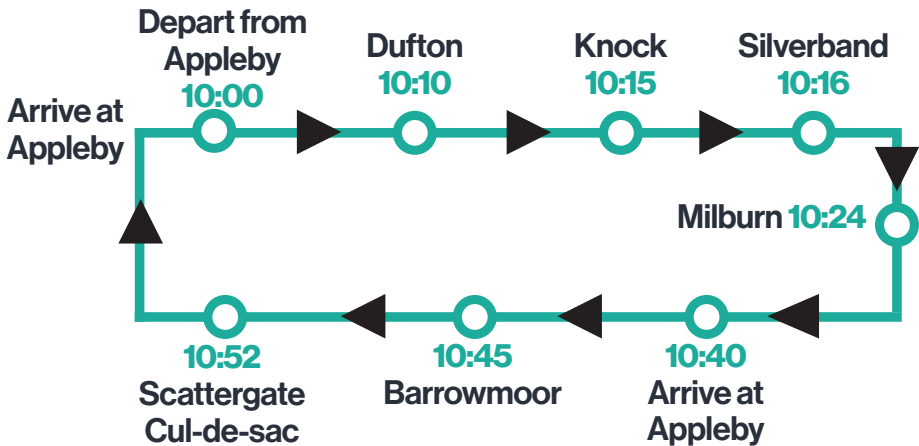 Depart from
Appleby
10:00
Dufton
10:10
Knock
10:15
Silverband
10:16
Milburn 10:24
10:40
Arrive at
Appleby
10:45
Barrowmoor
10:52
Scattergate
Cul-de-sac
Arrive at
Appleby